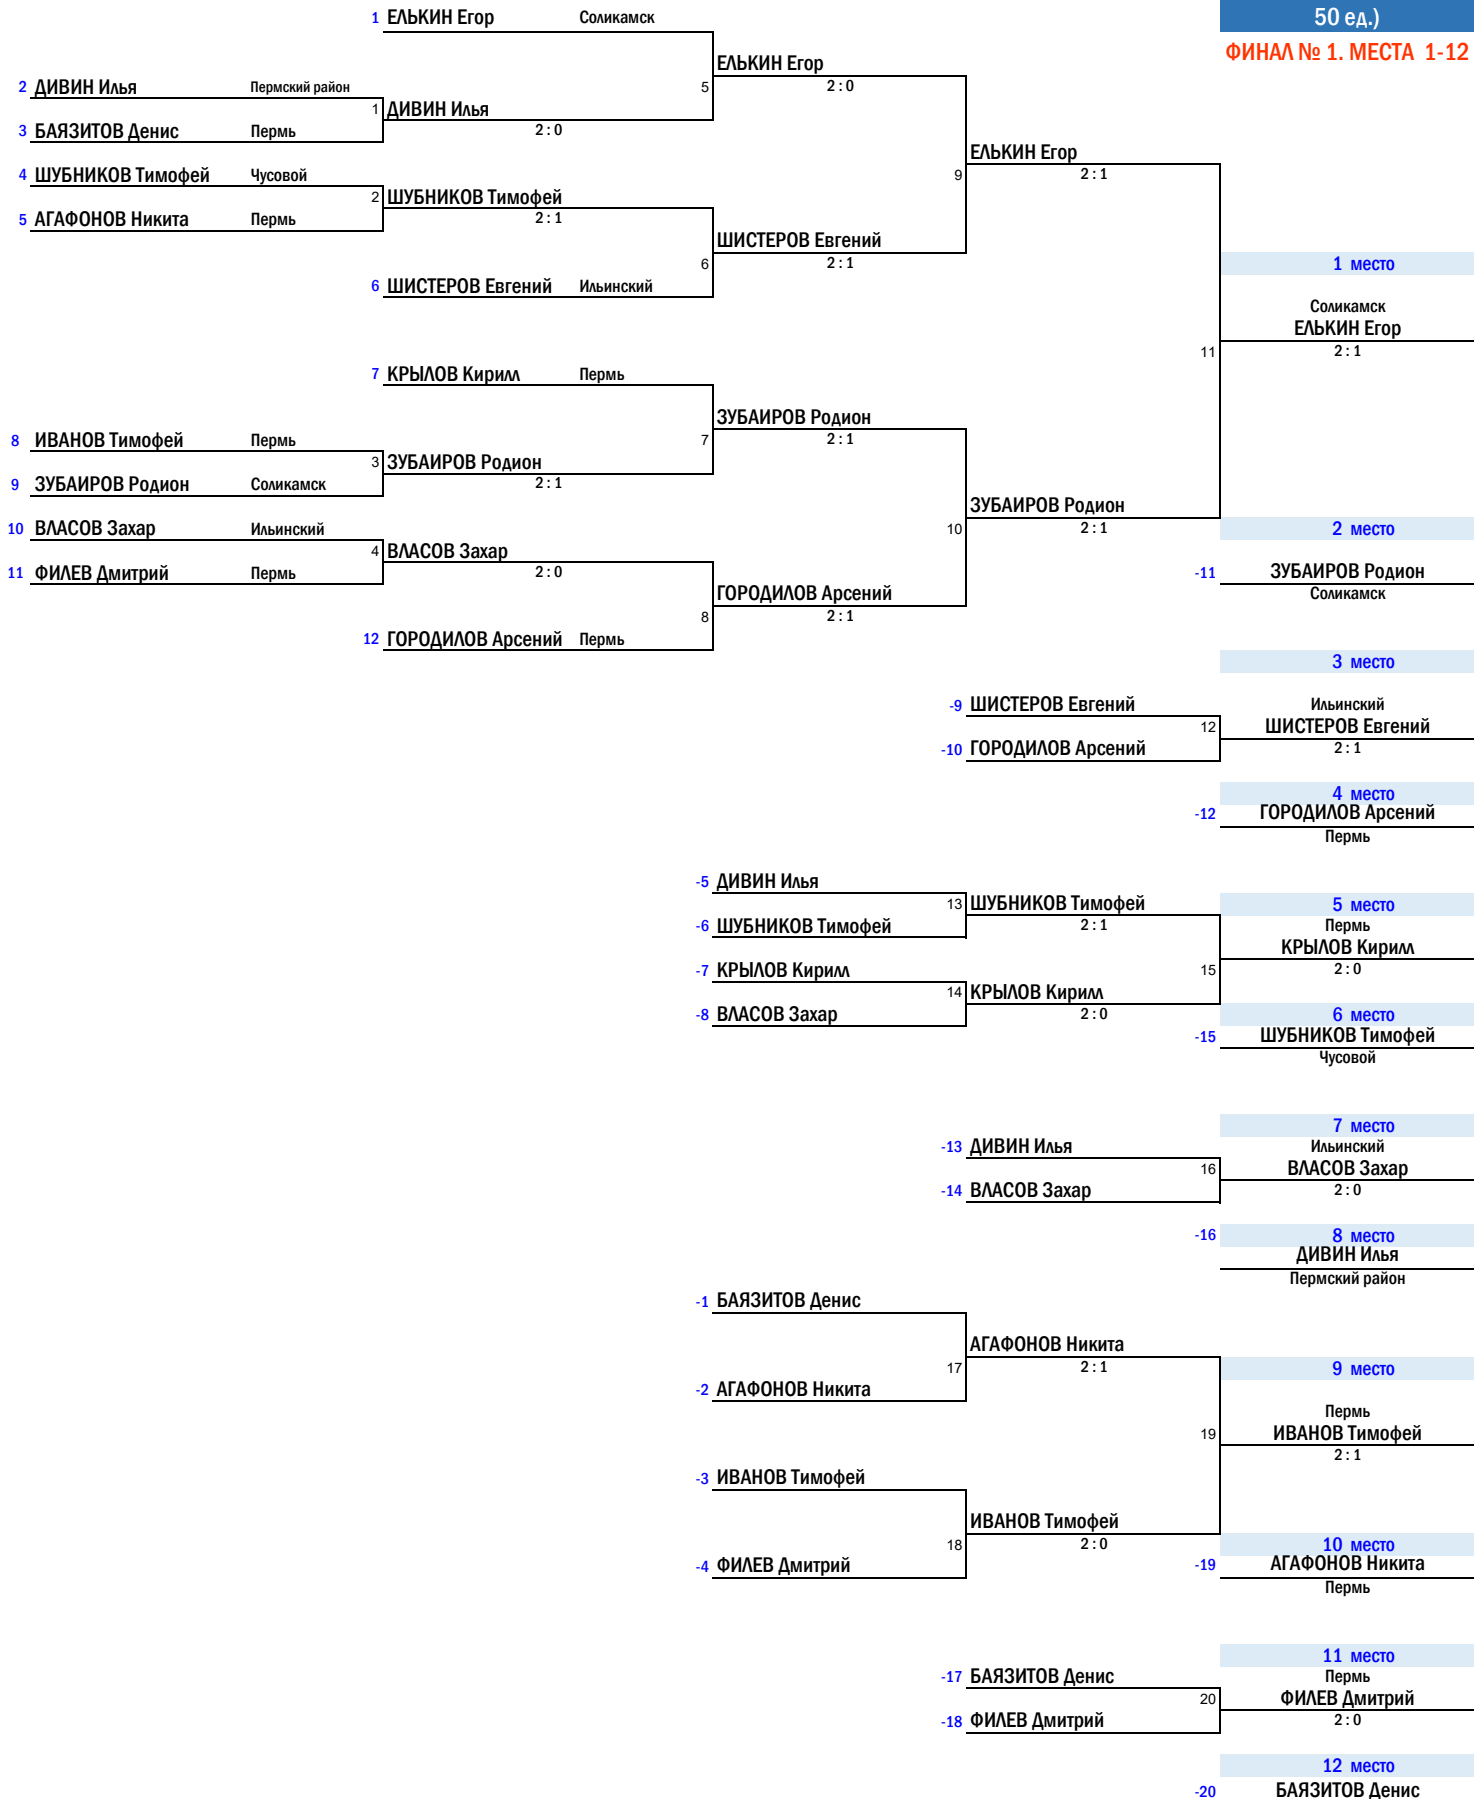 50 ед.)
1 ЕЛЬКИН Егор Соликамск
ФИНАЛ № 1. МЕСТА 1-12
ЕЛЬКИН Егор
2 ДИВИН Илья Пермский район
5 2 : 0
1 ДИВИН Илья
3 БАЯЗИТОВ Денис Пермь
2 : 0
ЕЛЬКИН Егор
4 ШУБНИКОВ Тимофей Чусовой
9 2 : 1
2 ШУБНИКОВ Тимофей
5 АГАФОНОВ Никита Пермь
2 : 1
ШИСТЕРОВ Евгений
6 2 : 1
1 место
6 ШИСТЕРОВ Евгений Ильинский
Соликамск
ЕЛЬКИН Егор
11 2 : 1
7 КРЫЛОВ Кирилл Пермь
ЗУБАИРОВ Родион
8 ИВАНОВ Тимофей Пермь
7 2 : 1
3 ЗУБАИРОВ Родион
9 ЗУБАИРОВ Родион Соликамск
2 : 1
ЗУБАИРОВ Родион
10 ВЛАСОВ Захар Ильинский
10 2 : 1
2 место
4 ВЛАСОВ Захар
11 ФИЛЕВ Дмитрий Пермь
2 : 0
-11 ЗУБАИРОВ Родион
ГОРОДИЛОВ Арсений
Соликамск
8 2 : 1
12 ГОРОДИЛОВ Арсений Пермь
3 место
-9 ШИСТЕРОВ Евгений
Ильинский
12 ШИСТЕРОВ Евгений
-10 ГОРОДИЛОВ Арсений
2 : 1
4 место
-12 ГОРОДИЛОВ Арсений
Пермь
-5 ДИВИН Илья
13 ШУБНИКОВ Тимофей
5 место
-6 ШУБНИКОВ Тимофей
2 : 1
Пермь
КРЫЛОВ Кирилл
-7 КРЫЛОВ Кирилл
15 2 : 0
14 КРЫЛОВ Кирилл
-8 ВЛАСОВ Захар
2 : 0
6 место
-15 ШУБНИКОВ Тимофей
Чусовой
7 место
-13 ДИВИН Илья
Ильинский
16 ВЛАСОВ Захар
-14 ВЛАСОВ Захар
2 : 0
-16 8 место
ДИВИН Илья
Пермский район
-1 БАЯЗИТОВ Денис
АГАФОНОВ Никита
17 2 : 1
9 место
-2 АГАФОНОВ Никита
Пермь
19 ИВАНОВ Тимофей
2 : 1
-3 ИВАНОВ Тимофей
ИВАНОВ Тимофей
18 2 : 0
10 место
-4 ФИЛЕВ Дмитрий
-19 АГАФОНОВ Никита
Пермь
11 место
-17 БАЯЗИТОВ Денис
Пермь
20 ФИЛЕВ Дмитрий
-18 ФИЛЕВ Дмитрий
2 : 0
12 место
-20 БАЯЗИТОВ Денис